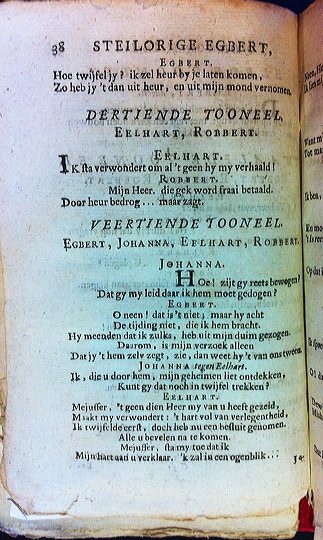 38 STEILORIGE EGBERT,
EGBERT.
Hoe twijfel jy? ik zel heur by je laten komen,
Zo heb jy 't dan uit heur, en uit mijn mond vernomen.
DERTIENDE TOONEEL,
EELHART, ROBBERT.
EELHART.
IK sta verwondert om al 't geen hy my verhaald!
ROBBERT.
Mijn Heer. die gek word fraai betaald.
Door heur bedrog... maar zagt.
VEERTIENDE TOONEEL.
EGBERT, JOHANNA, EELHART, ROBBERT.
JOHANNA.
HOe! zijt gy reets bewogen?
Dat gy my leid daar ik hem moet gedogen?
EGBERT.
O neen! dat is 't niet; maar hy acht
De tijding niet, die ik hem bracht.
Hy meenden dat ik zulks, heb uit mijn duim gezogen.
Daarom, is mijn verzoek alleen
Dat jy 't hem zelv zegt, zie, dan weet hy 't van ons tween.
JOHANNA tegen Eelhart.
Ik, die u door hem, mijn geheimen liet ontdekken,
Kunt gy dat noch in twijfel trekken?
EELHART.
Mejuffer, 't geen dien Heer my van u heeft gezeid,
Maakt my verwondert: 't hart vol van verlegentheid,
Ik twijfelde eerst, doch heb nu een besluit genomen.
Alle u bevelen na te komen.
Mejuffer, sta my toe dat ik
Mijn hart aan u verklaar. 'k zal in een ogenblik...